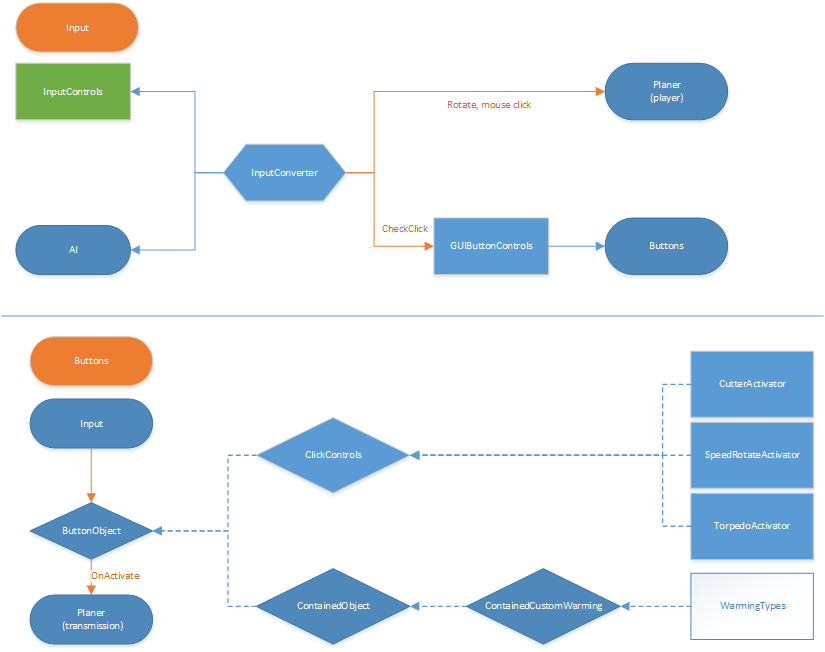 Input
InputControls
Planer
(player)
Rotate, mouse click
InputConverter
CheckClick
AI
GUIButtonControls
Buttons
Buttons
CutterActivator
Input
ClickControls
SpeedRotateActivator
ButtonObject
TorpedoActivator
OnActivate
ContainedObject
ContainedCustomWarming
WarmingTypes
Planer
(transmission)